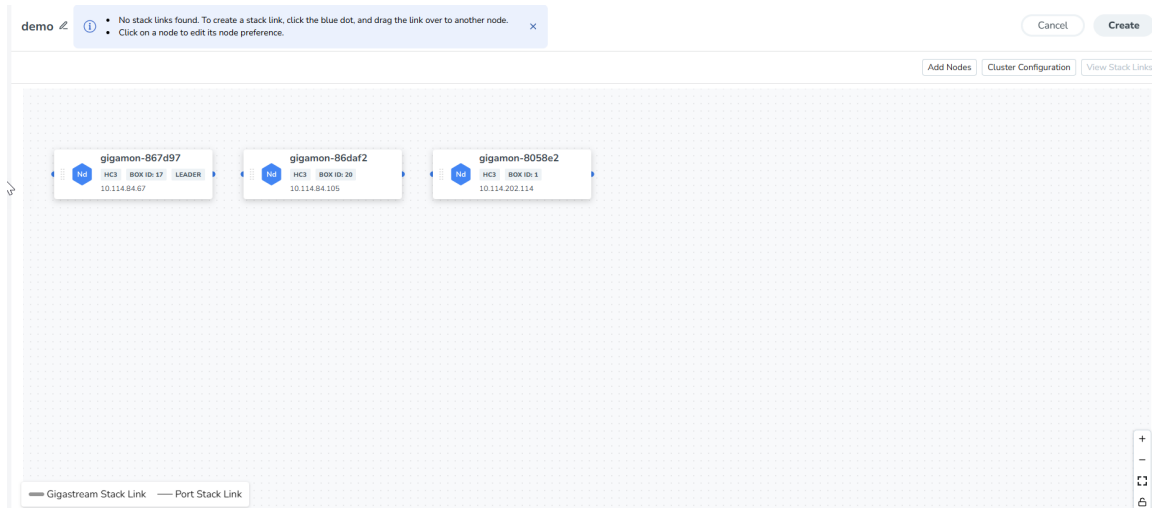 demo
No stack links found. To create a stack link, click the blue dot, and drag the link over to another node.
Click on a node to edit its node preference.
Cancel
Create
Add Nodes
Cluster Configuration
View Stack Links
gigamon-867d97
Nd
HC3 BOX ID: 17 LEADER
10.114.84.67
gigamon-86daf2
Nd
HC3 BOX ID: 20
10.114.84.105
gigamon-8058e2
Nd
HC3 BOX ID: 1
10.114.202.114
Gigastream Stack Link
Port Stack Link